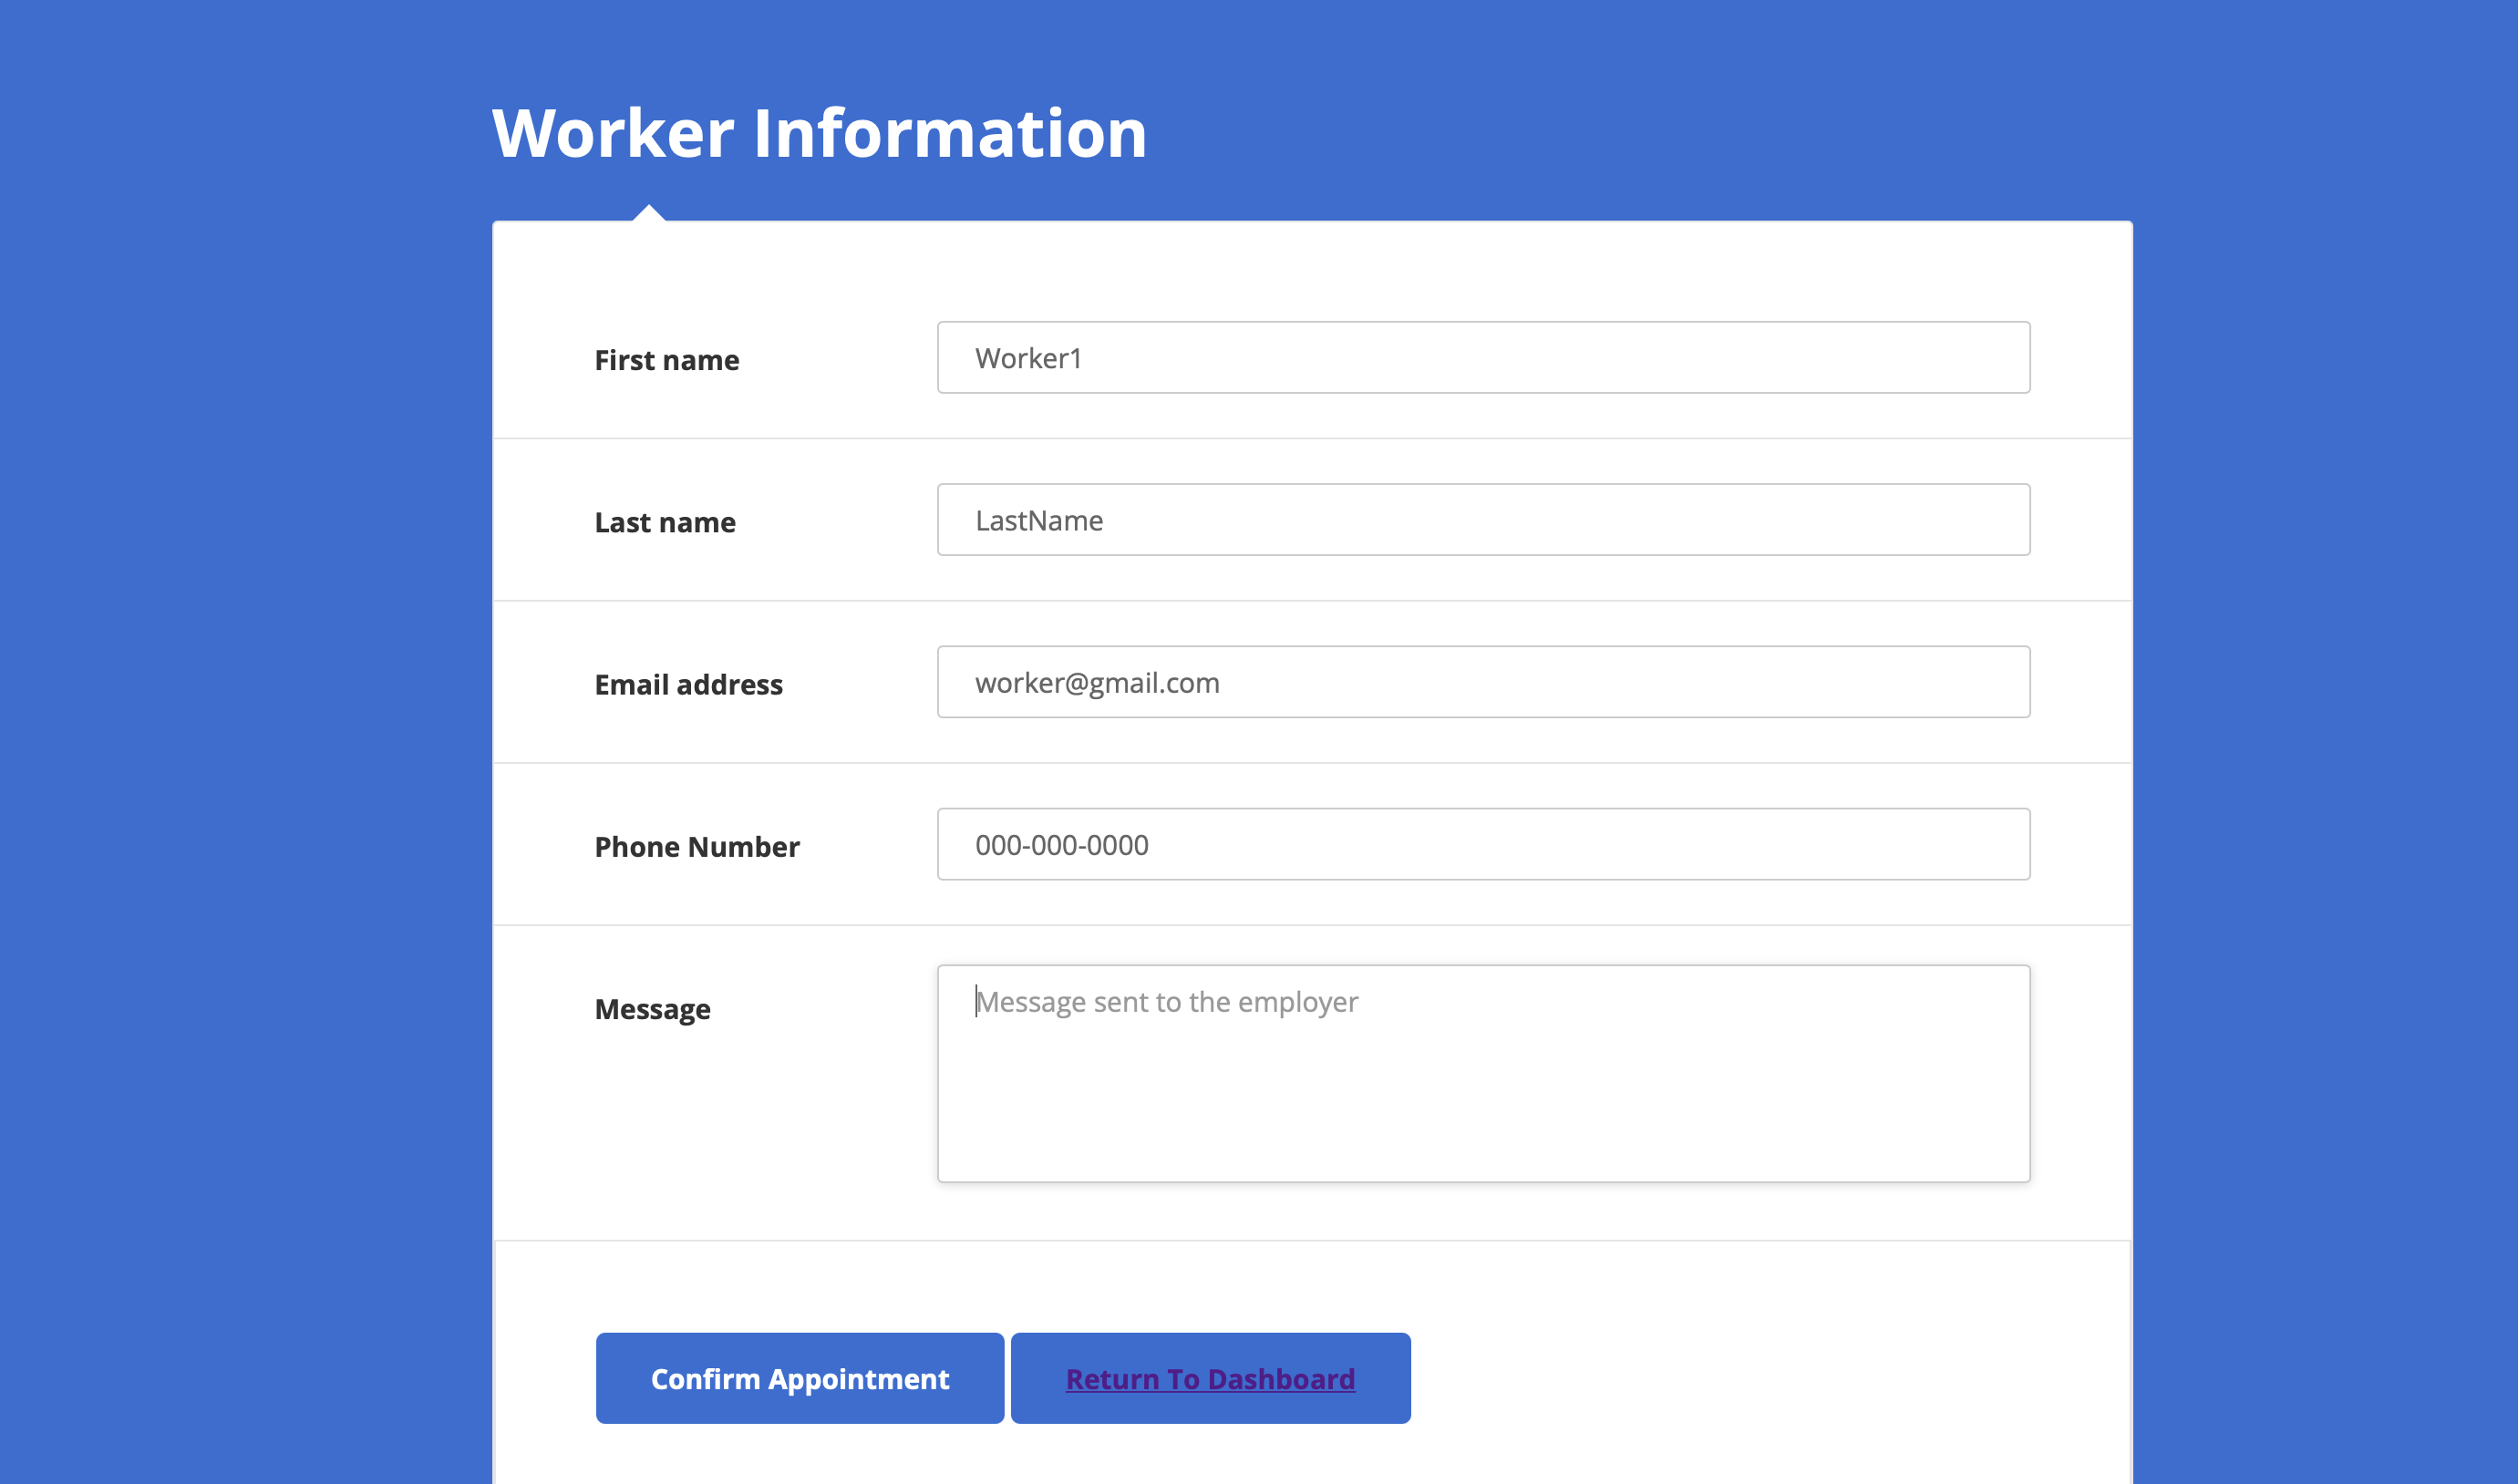 Worker Information
First name
Worker1
Last name
LastName
Email address
worker@gmail.com
Phone Number
000-000-0000
Message
Message sent to the employer
Confirm Appointment
Return To Dashboard